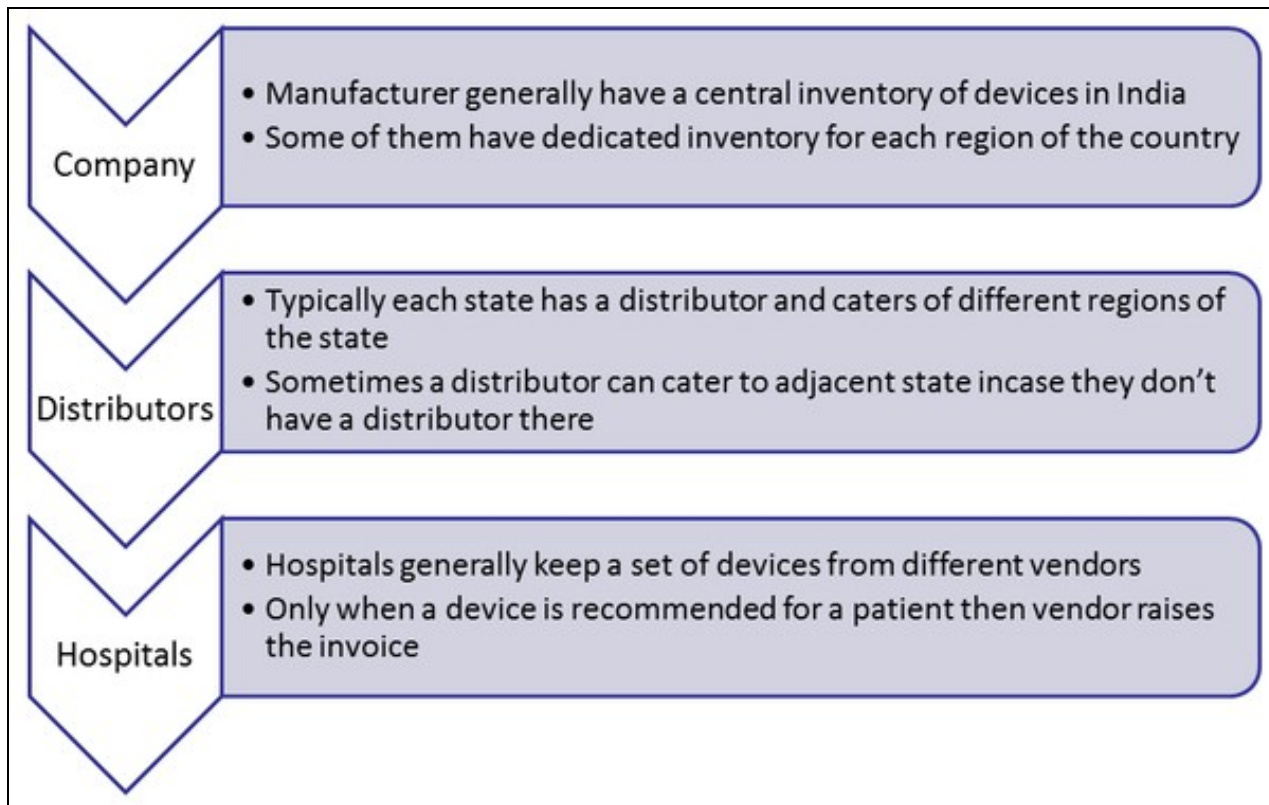 Company
• Manufacturer generally have a central inventory of devices in India
• Some of them have dedicated inventory for each region of the country
Distributors
• Typically each state has a distributor and caters of different regions of
the state
• Sometimes a distributor can cater to adjacent state incase they don’t
have a distributor there
Hospitals
• Hospitals generally keep a set of devices from different vendors
• Only when a device is recommended for a patient then vendor raises
the invoice